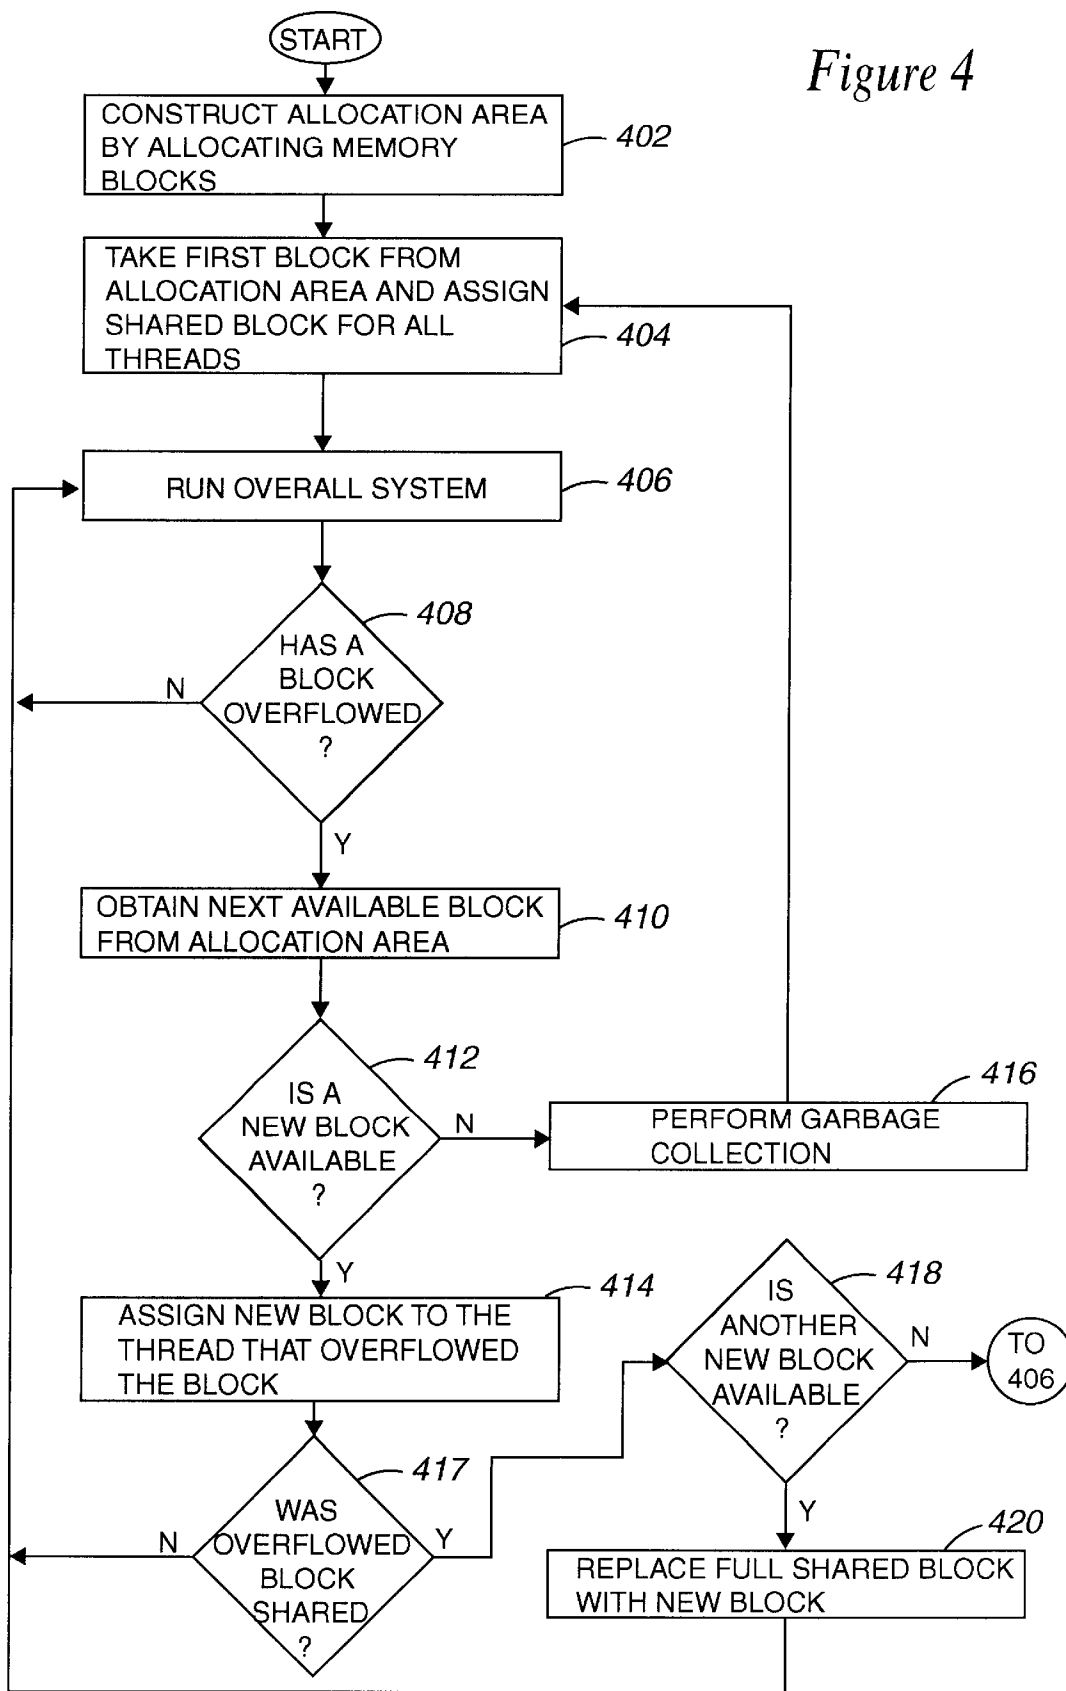 START
Figure 4
CONSTRUCT ALLOCATION AREA
BY ALLOCATING MEMORY
BLOCKS
402
TAKE FIRST BLOCK FROM
ALLOCATION AREA AND ASSIGN
SHARED BLOCK FOR ALL
THREADS
404
RUN OVERALL SYSTEM
406
408
HAS A
BLOCK
OVERFLOWED
?
N
Y
OBTAIN NEXT AVAILABLE BLOCK
FROM ALLOCATION AREA
410
412
IS A
NEW BLOCK
AVAILABLE
?
N
Y
416
PERFORM GARBAGE
COLLECTION
414
ASSIGN NEW BLOCK TO THE
THREAD THAT OVERFLOWED
THE BLOCK
418
IS
ANOTHER
NEW BLOCK
AVAILABLE
?
N
TO
406
Y
417
WAS
OVERFLOWED
BLOCK
SHARED
?
N
Y
420
REPLACE FULL SHARED BLOCK
WITH NEW BLOCK